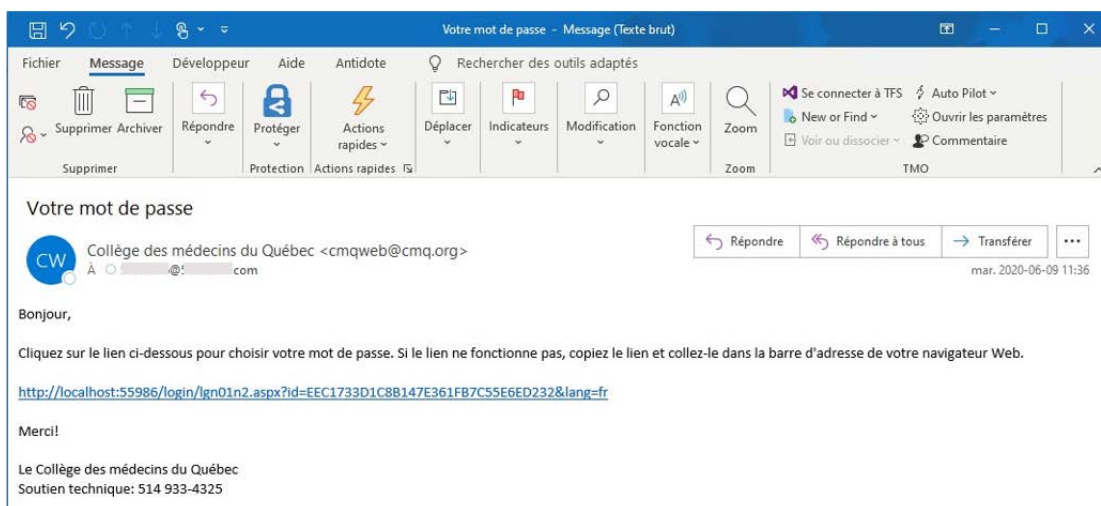 Votre mot de passe - Message (Texte brut)
Fichier Message Développeur Aide Antidote Rechercher des outils adaptés
Supprimer Archiver Répondre Protéger Actions rapides Déplacer Indicateurs Modification Fonction vocale Zoom
Se connecter à TFS Auto Pilot
New or Find Ouvrir les paramètres
Voir ou dissocier Commentaire
Supprimer Protection Actions rapides Zoom TMO
Votre mot de passe
CW
Collège des médecins du Québec <cmqweb@cmq.org>
À @ com
Répondre Répondre à tous Transférer
mar. 2020-06-09 11:36
Bonjour,
Cliquez sur le lien ci-dessous pour choisir votre mot de passe. Si le lien ne fonctionne pas, copiez le lien et collez-le dans la barre d'adresse de votre navigateur Web.
http://localhost:55986/login/lgn01n2.aspx?id=EEC1733D1C8B147E361FB7C55E6ED232&lang=fr
Merci!
Le Collège des médecins du Québec
Soutien technique: 514 933-4325